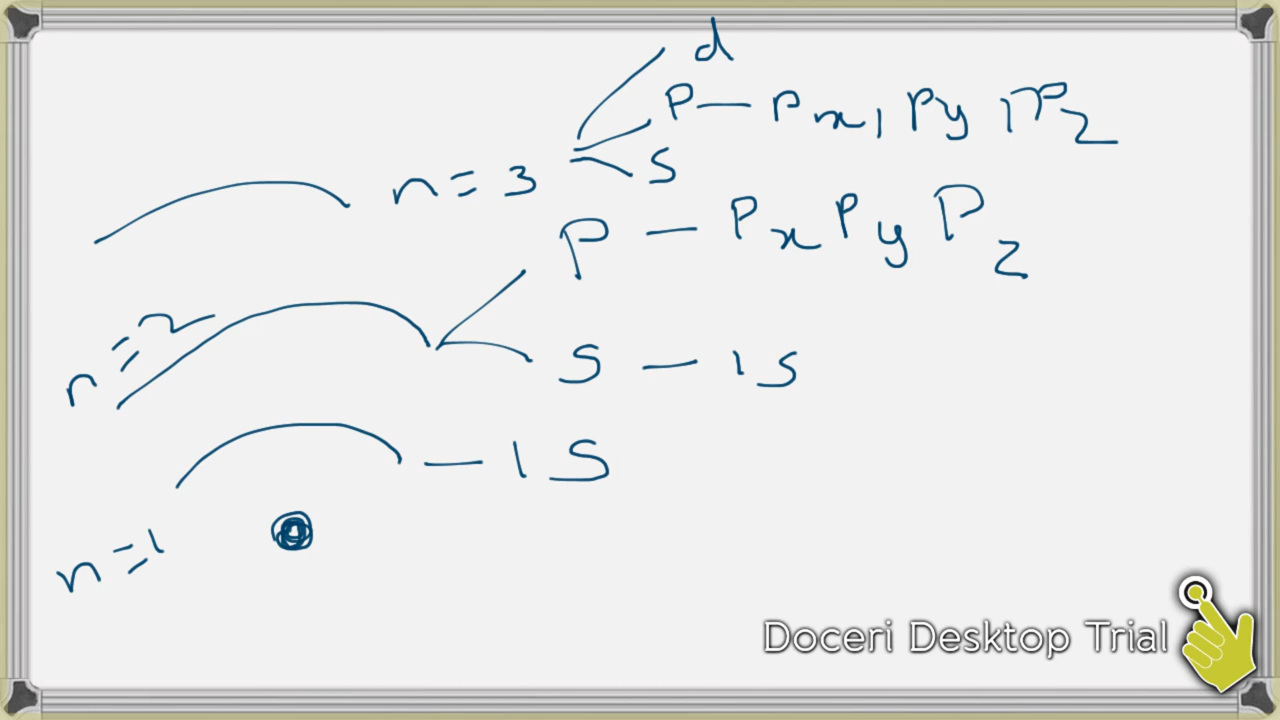 d
P — Px, Py, Pz
n = 3
S
P — Px Py Pz
n = 2
S — 1S
— 1S
n = 1
Doceri Desktop Trial